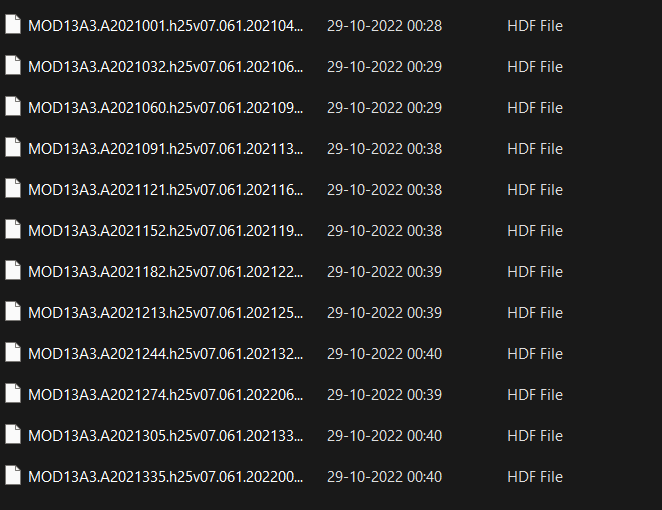 MOD13A3.A2021001.h25v07.061.202104... 29-10-2022 00:28 HDF File
MOD13A3.A2021032.h25v07.061.202106... 29-10-2022 00:29 HDF File
MOD13A3.A2021060.h25v07.061.202109... 29-10-2022 00:29 HDF File
MOD13A3.A2021091.h25v07.061.202113... 29-10-2022 00:38 HDF File
MOD13A3.A2021121.h25v07.061.202116... 29-10-2022 00:38 HDF File
MOD13A3.A2021152.h25v07.061.202119... 29-10-2022 00:38 HDF File
MOD13A3.A2021182.h25v07.061.202122... 29-10-2022 00:39 HDF File
MOD13A3.A2021213.h25v07.061.202125... 29-10-2022 00:39 HDF File
MOD13A3.A2021244.h25v07.061.202132... 29-10-2022 00:40 HDF File
MOD13A3.A2021274.h25v07.061.202206... 29-10-2022 00:39 HDF File
MOD13A3.A2021305.h25v07.061.202133... 29-10-2022 00:40 HDF File
MOD13A3.A2021335.h25v07.061.202200... 29-10-2022 00:40 HDF File